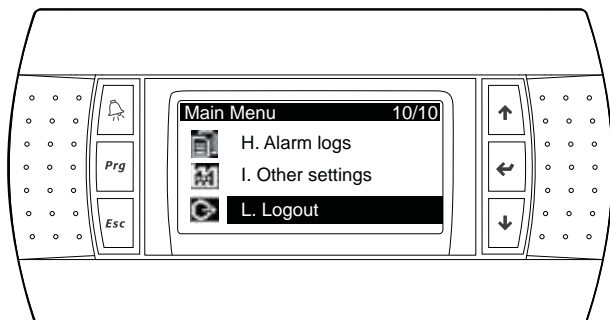 Main Menu 10/10
H. Alarm logs
Prg
I. Other settings
L. Logout
Esc